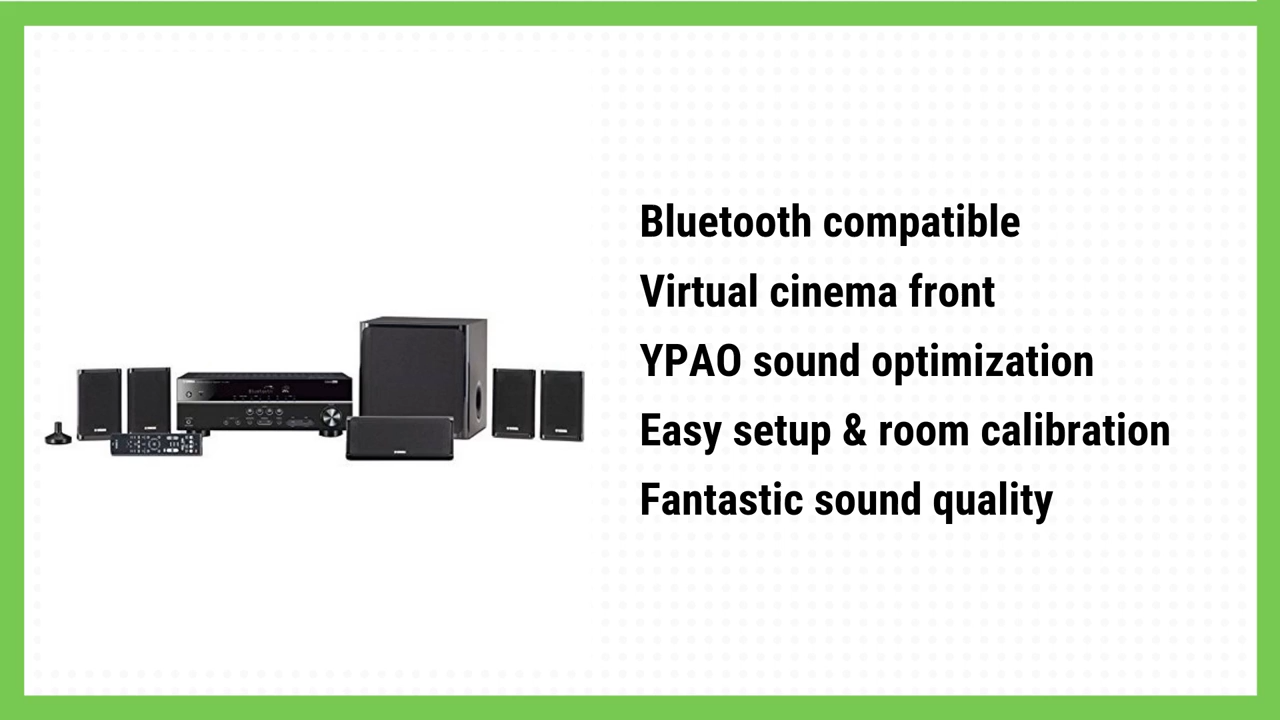 Bluetooth compatible
Virtual cinema front
YPAO sound optimization
Easy setup & room calibration
Fantastic sound quality